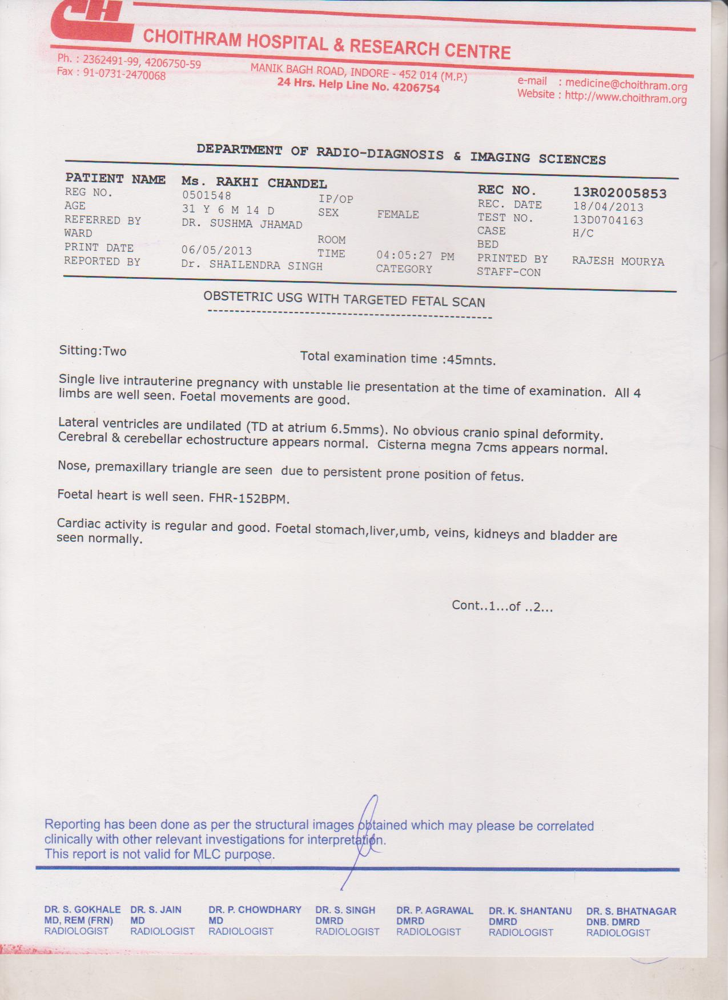 CH
CHOITHRAM HOSPITAL & RESEARCH CENTRE
Ph. : 2362491-99, 4206750-59
Fax : 91-0731-2470068
MANIK BAGH ROAD, INDORE - 452 014 (M.P.)
24 Hrs. Help Line No. 4206754
e-mail : medicine@choithram.org
Website : http://www.choithram.org
DEPARTMENT OF RADIO-DIAGNOSIS & IMAGING SCIENCES
PATIENT NAME Ms. RAKHI CHANDEL REC NO. 13R02005853
REG NO. 0501548 IP/OP REC. DATE 18/04/2013
AGE 31 Y 6 M 14 D SEX FEMALE TEST NO. 13D0704163
REFERRED BY DR. SUSHMA JHAMAD CASE H/C
WARD ROOM BED
PRINT DATE 06/05/2013 TIME 04:05:27 PM PRINTED BY RAJESH MOURYA
REPORTED BY Dr. SHAILENDRA SINGH CATEGORY STAFF-CON
OBSTETRIC USG WITH TARGETED FETAL SCAN
----------------------------------------------------
Sitting:Two Total examination time :45mnts.
Single live intrauterine pregnancy with unstable lie presentation at the time of examination. All 4
limbs are well seen. Foetal movements are good.
Lateral ventricles are undilated (TD at atrium 6.5mms). No obvious cranio spinal deformity.
Cerebral & cerebellar echostructure appears normal. Cisterna megna 7cms appears normal.
Nose, premaxillary triangle are seen due to persistent prone position of fetus.
Foetal heart is well seen. FHR-152BPM.
Cardiac activity is regular and good. Foetal stomach,liver,umb, veins, kidneys and bladder are
seen normally.
Cont..1...of ..2...
Reporting has been done as per the structural images obtained which may please be correlated
clinically with other relevant investigations for interpretation.
This report is not valid for MLC purpose.
DR. S. GOKHALE DR. S. JAIN DR. P. CHOWDHARY DR. S. SINGH DR. P. AGRAWAL DR. K. SHANTANU DR. S. BHATNAGAR
MD, REM (FRN) MD MD DMRD DMRD DMRD DNB. DMRD
RADIOLOGIST RADIOLOGIST RADIOLOGIST RADIOLOGIST RADIOLOGIST RADIOLOGIST RADIOLOGIST